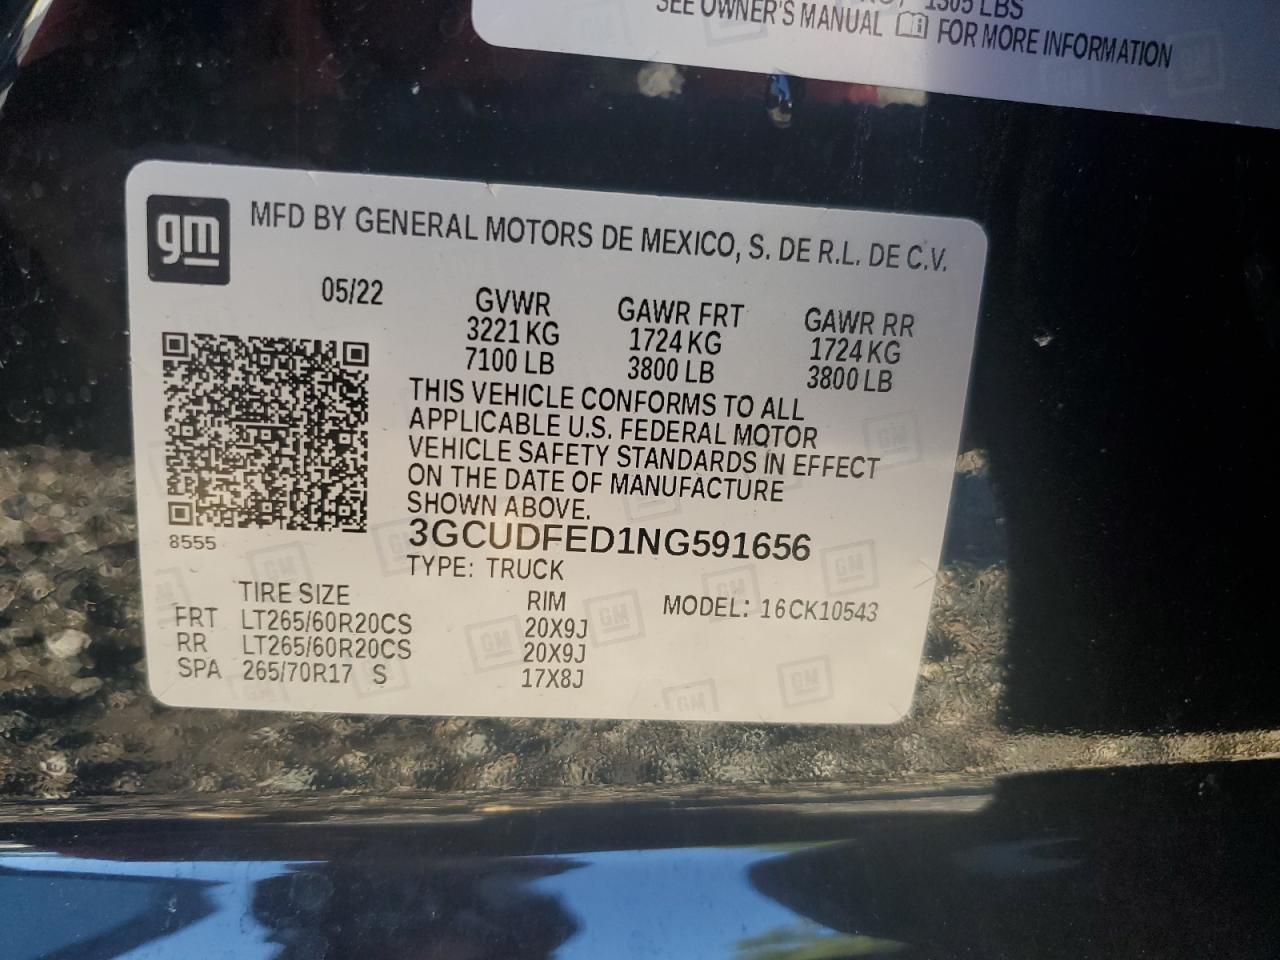 1305 LBS
SEE OWNER'S MANUAL FOR MORE INFORMATION
gm
MFD BY GENERAL MOTORS DE MEXICO, S. DE R.L. DE C.V.
05/22 GVWR GAWR FRT GAWR RR
3221 KG 1724 KG 1724 KG
7100 LB 3800 LB 3800 LB
THIS VEHICLE CONFORMS TO ALL
APPLICABLE U.S. FEDERAL MOTOR
VEHICLE SAFETY STANDARDS IN EFFECT
ON THE DATE OF MANUFACTURE
SHOWN ABOVE.
8555
3GCUDFED1NG591656
TYPE: TRUCK
TIRE SIZE RIM MODEL: 16CK10543
FRT LT265/60R20CS 20X9J
RR LT265/60R20CS 20X9J
SPA 265/70R17 S 17X8J